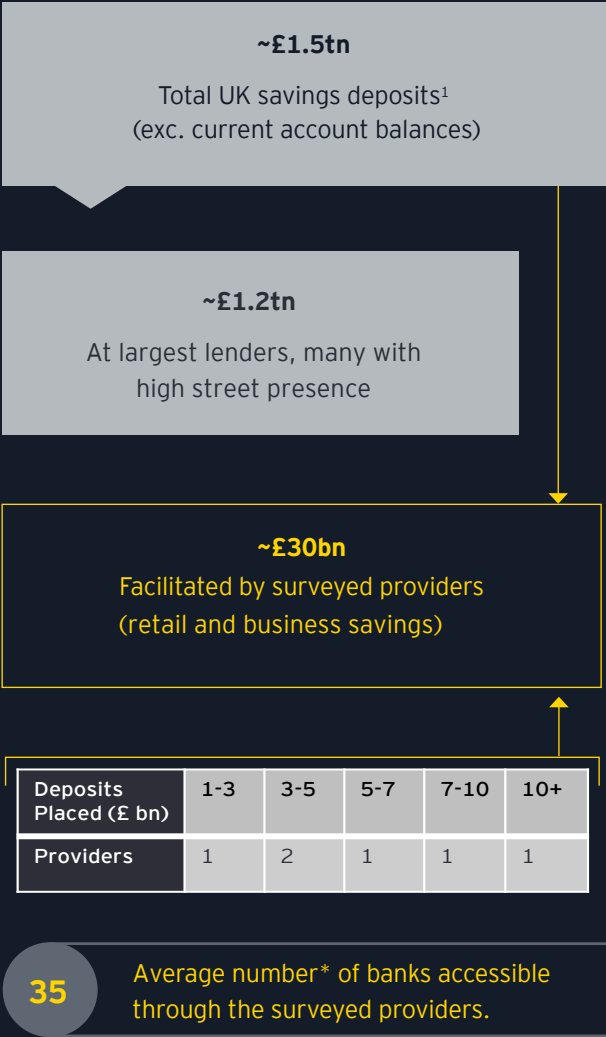 ~£1.5tn
Total UK savings deposits¹
(exc. current account balances)
~£1.2tn
At largest lenders, many with
high street presence
~£30bn
Facilitated by surveyed providers
(retail and business savings)
Deposits
Placed (£ bn)
1-3 3-5 5-7 7-10 10+
Providers 1 2 1 1 1
35
Average number* of banks accessible
through the surveyed providers.